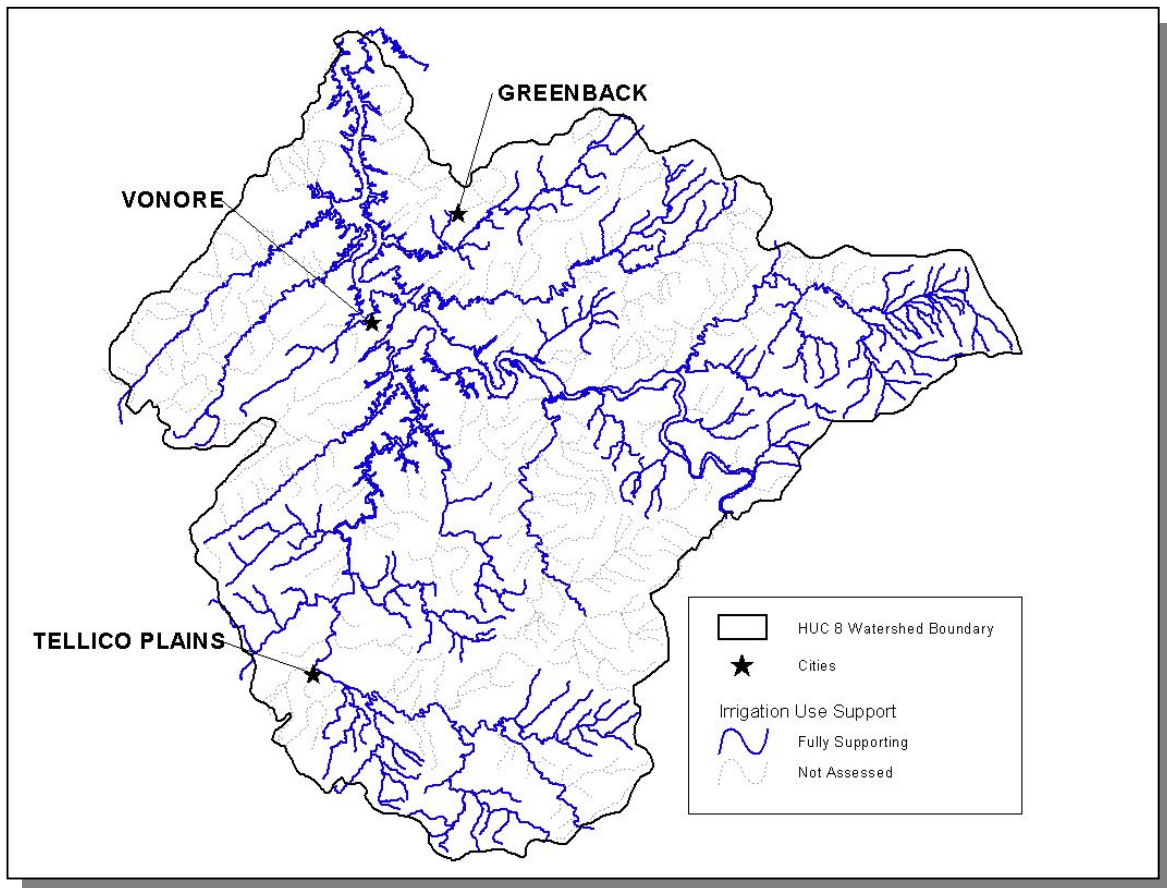 GREENBACK
VONORE
TELLICO PLAINS
HUC 8 Watershed Boundary
Cities
Irrigation Use Support
Fully Supporting
Not Assessed